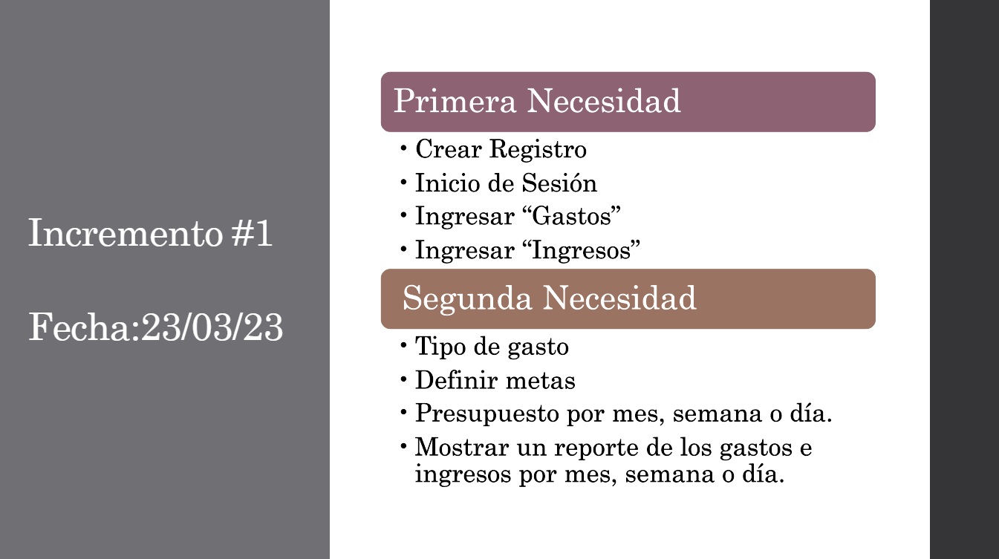 Incremento #1
Fecha:23/03/23
Primera Necesidad
• Crear Registro
• Inicio de Sesión
• Ingresar “Gastos”
• Ingresar “Ingresos”
Segunda Necesidad
• Tipo de gasto
• Definir metas
• Presupuesto por mes, semana o día.
• Mostrar un reporte de los gastos e
ingresos por mes, semana o día.